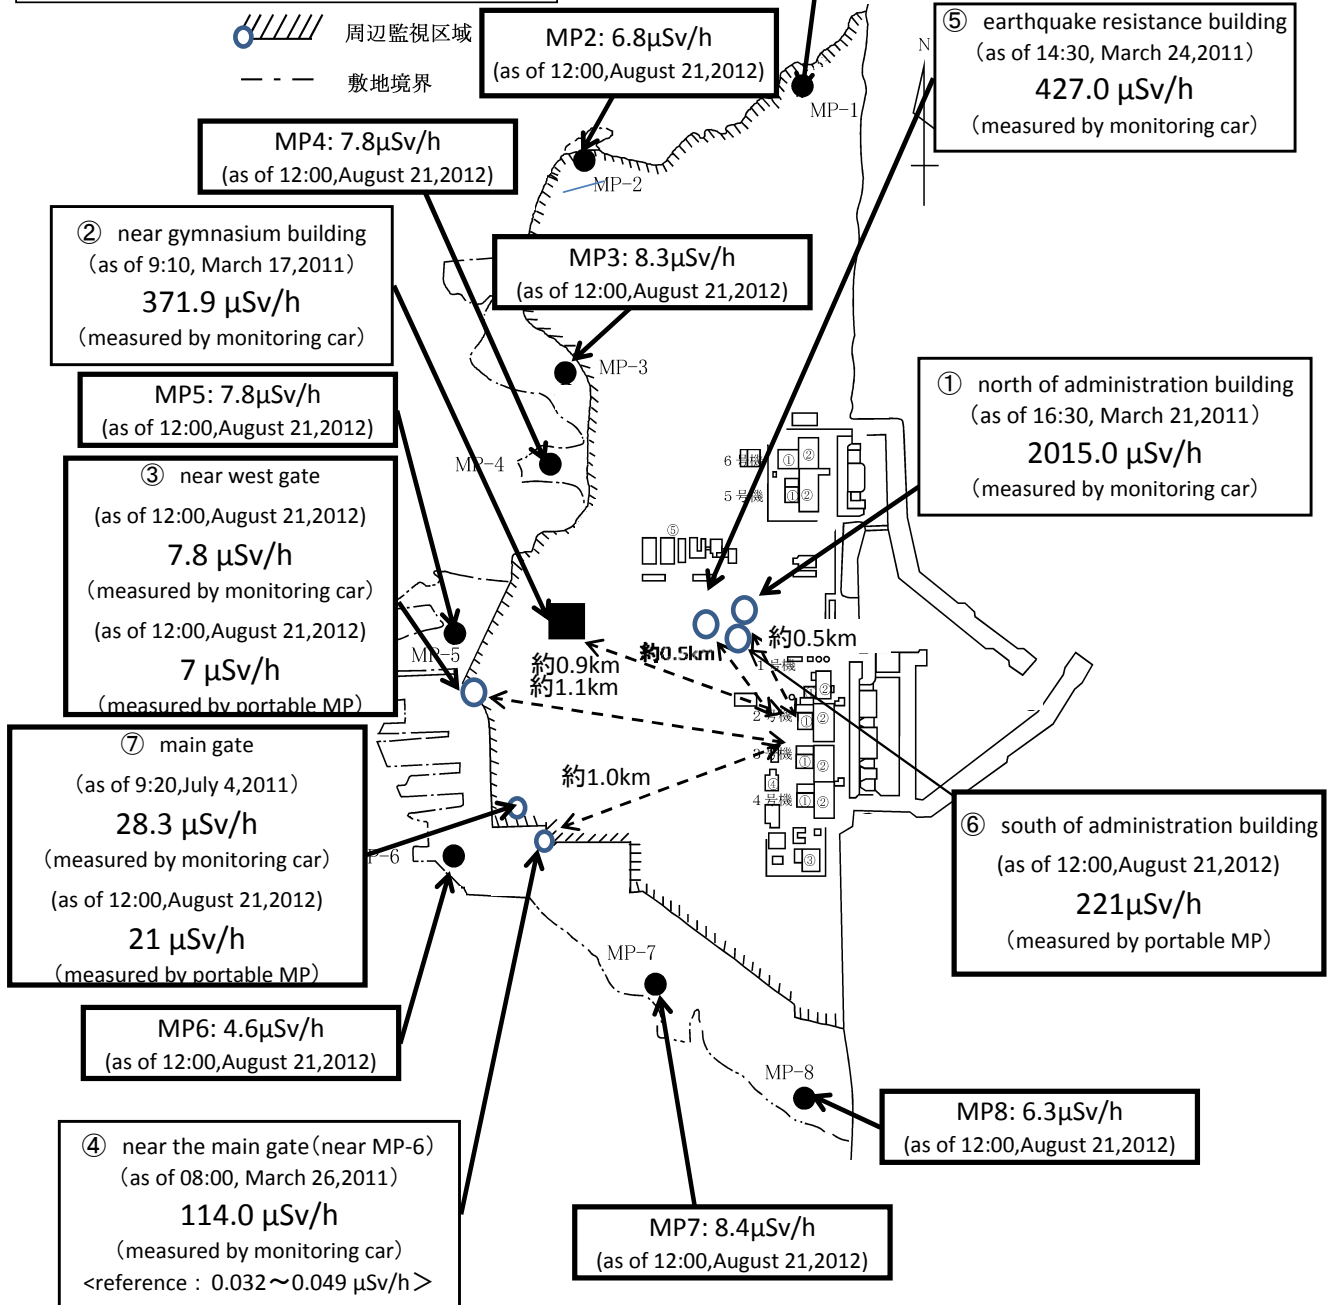 周辺監視区域
敷地境界
MP2: 6.8μSv/h
(as of 12:00,August 21,2012)
⑤ earthquake resistance building
(as of 14:30, March 24,2011)
427.0 μSv/h
(measured by monitoring car)
N
MP-1
MP4: 7.8μSv/h
(as of 12:00,August 21,2012)
MP-2
② near gymnasium building
(as of 9:10, March 17,2011)
371.9 μSv/h
(measured by monitoring car)
MP3: 8.3μSv/h
(as of 12:00,August 21,2012)
MP-3
① north of administration building
(as of 16:30, March 21,2011)
2015.0 μSv/h
(measured by monitoring car)
MP5: 7.8μSv/h
(as of 12:00,August 21,2012)
MP-4
6号機
① ②
5号機
① ②
③ near west gate
(as of 12:00,August 21,2012)
7.8 μSv/h
(measured by monitoring car)
(as of 12:00,August 21,2012)
7 μSv/h
(measured by portable MP)
⑤
MP-5
約0.5km
約0.5km
約0.9km
約1.1km
1号機
②
2号機
① ②
3号機
① ②
④
4号機
① ②
③
約1.0km
⑦ main gate
(as of 9:20,July 4,2011)
28.3 μSv/h
(measured by monitoring car)
(as of 12:00,August 21,2012)
21 μSv/h
(measured by portable MP)
P-6
⑥ south of administration building
(as of 12:00,August 21,2012)
221μSv/h
(measured by portable MP)
MP-7
MP6: 4.6μSv/h
(as of 12:00,August 21,2012)
MP-8
MP8: 6.3μSv/h
(as of 12:00,August 21,2012)
④ near the main gate(near MP-6)
(as of 08:00, March 26,2011)
114.0 μSv/h
(measured by monitoring car)
<reference : 0.032～0.049 μSv/h＞
MP7: 8.4μSv/h
(as of 12:00,August 21,2012)